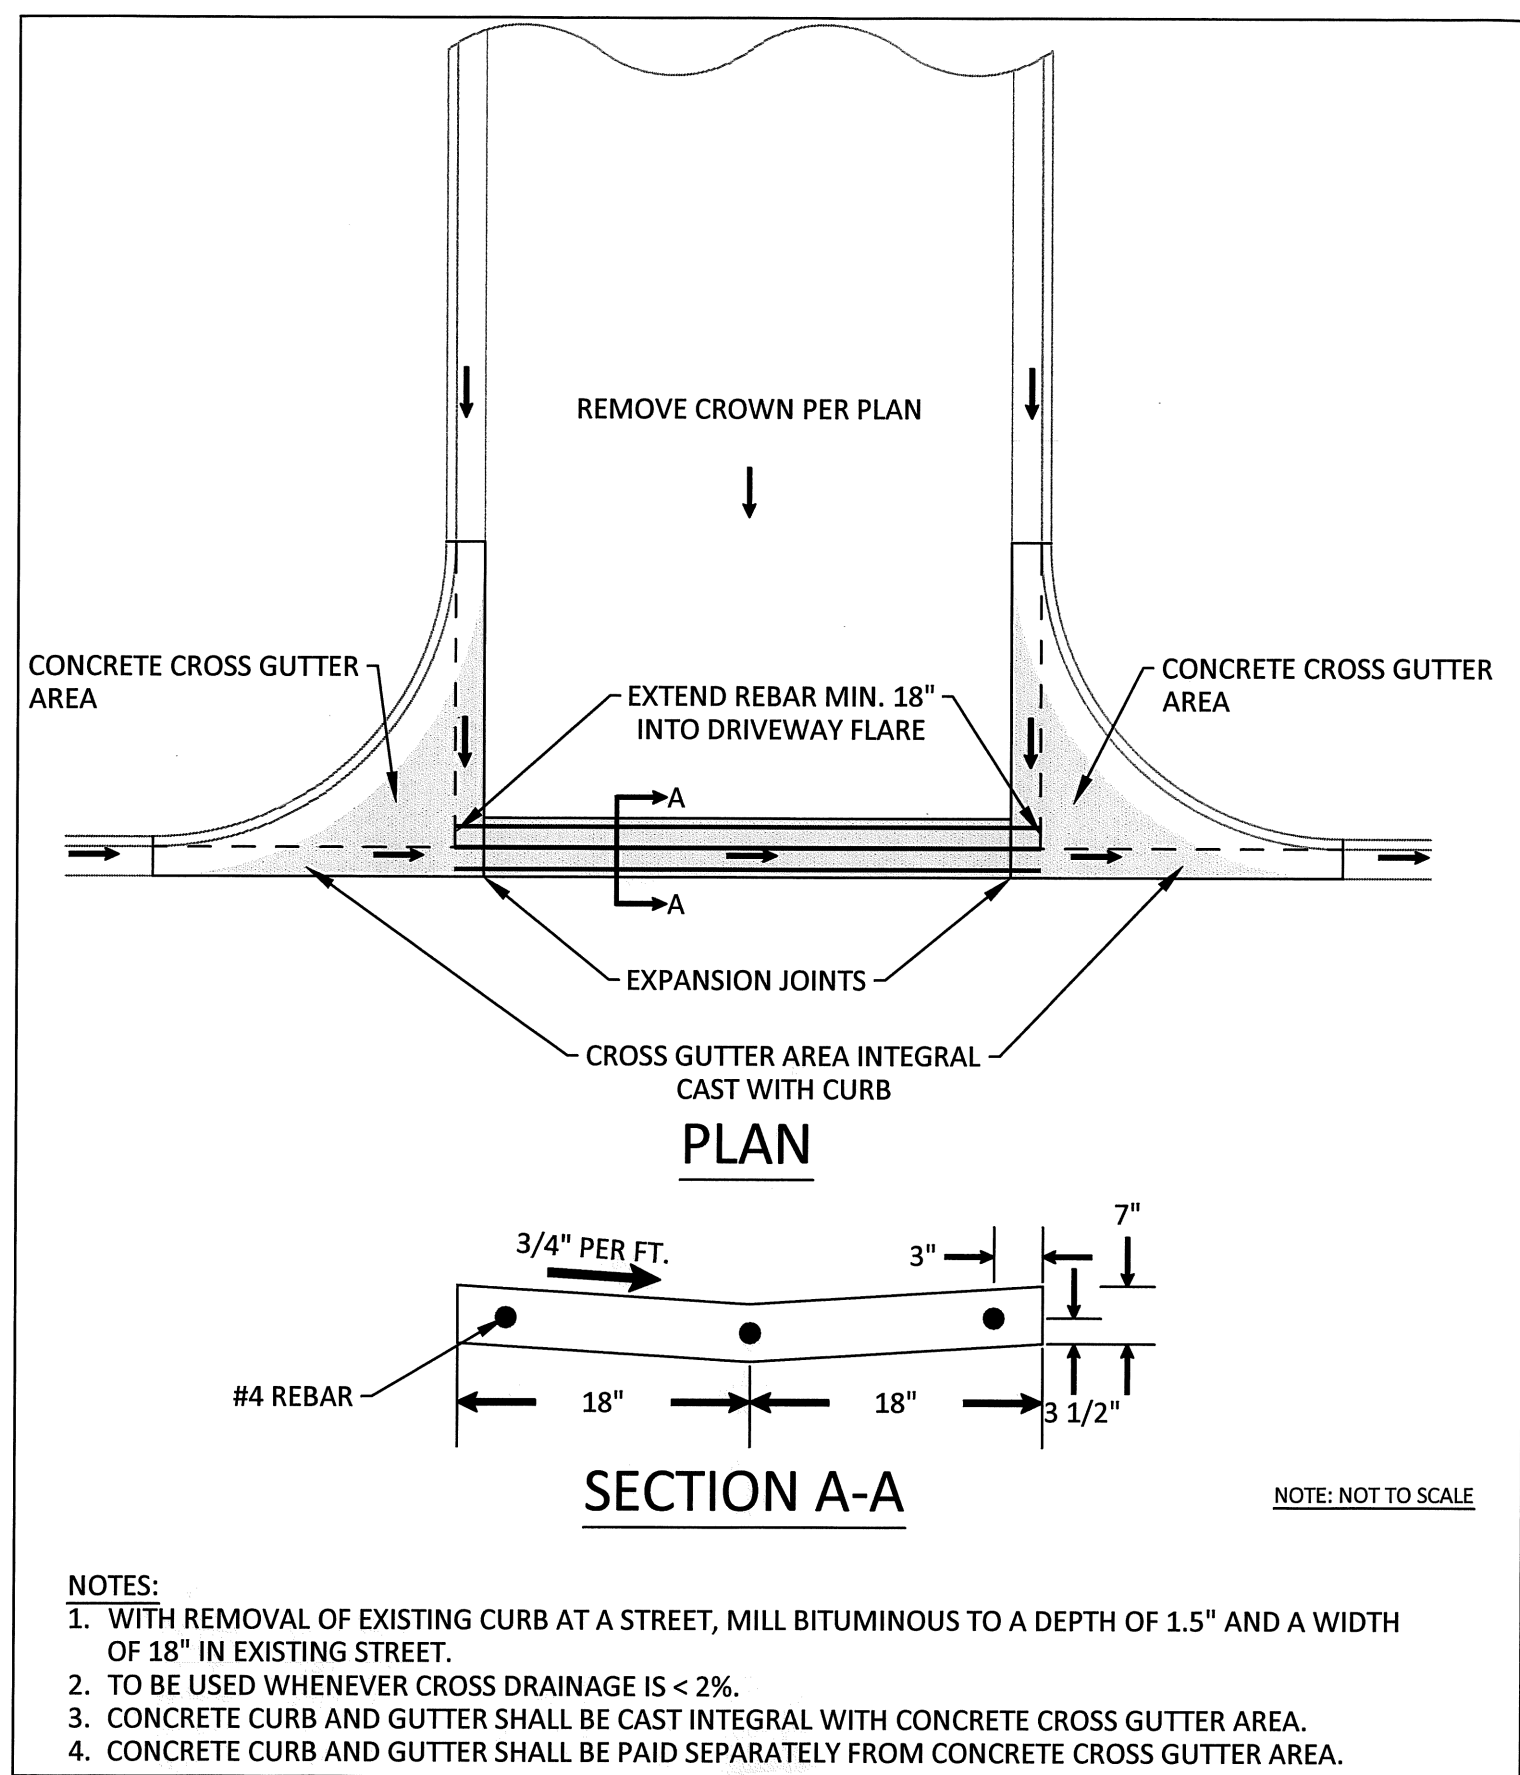 REMOVE CROWN PER PLAN
CONCRETE CROSS GUTTER
AREA
CONCRETE CROSS GUTTER
AREA
EXTEND REBAR MIN. 18"
INTO DRIVEWAY FLARE
A
A
EXPANSION JOINTS
CROSS GUTTER AREA INTEGRAL
CAST WITH CURB
PLAN
3/4" PER FT.
3"
7"
#4 REBAR
18"
18"
3 1/2"
SECTION A-A
NOTE: NOT TO SCALE
NOTES:
1. WITH REMOVAL OF EXISTING CURB AT A STREET, MILL BITUMINOUS TO A DEPTH OF 1.5" AND A WIDTH
OF 18" IN EXISTING STREET.
2. TO BE USED WHENEVER CROSS DRAINAGE IS < 2%.
3. CONCRETE CURB AND GUTTER SHALL BE CAST INTEGRAL WITH CONCRETE CROSS GUTTER AREA.
4. CONCRETE CURB AND GUTTER SHALL BE PAID SEPARATELY FROM CONCRETE CROSS GUTTER AREA.